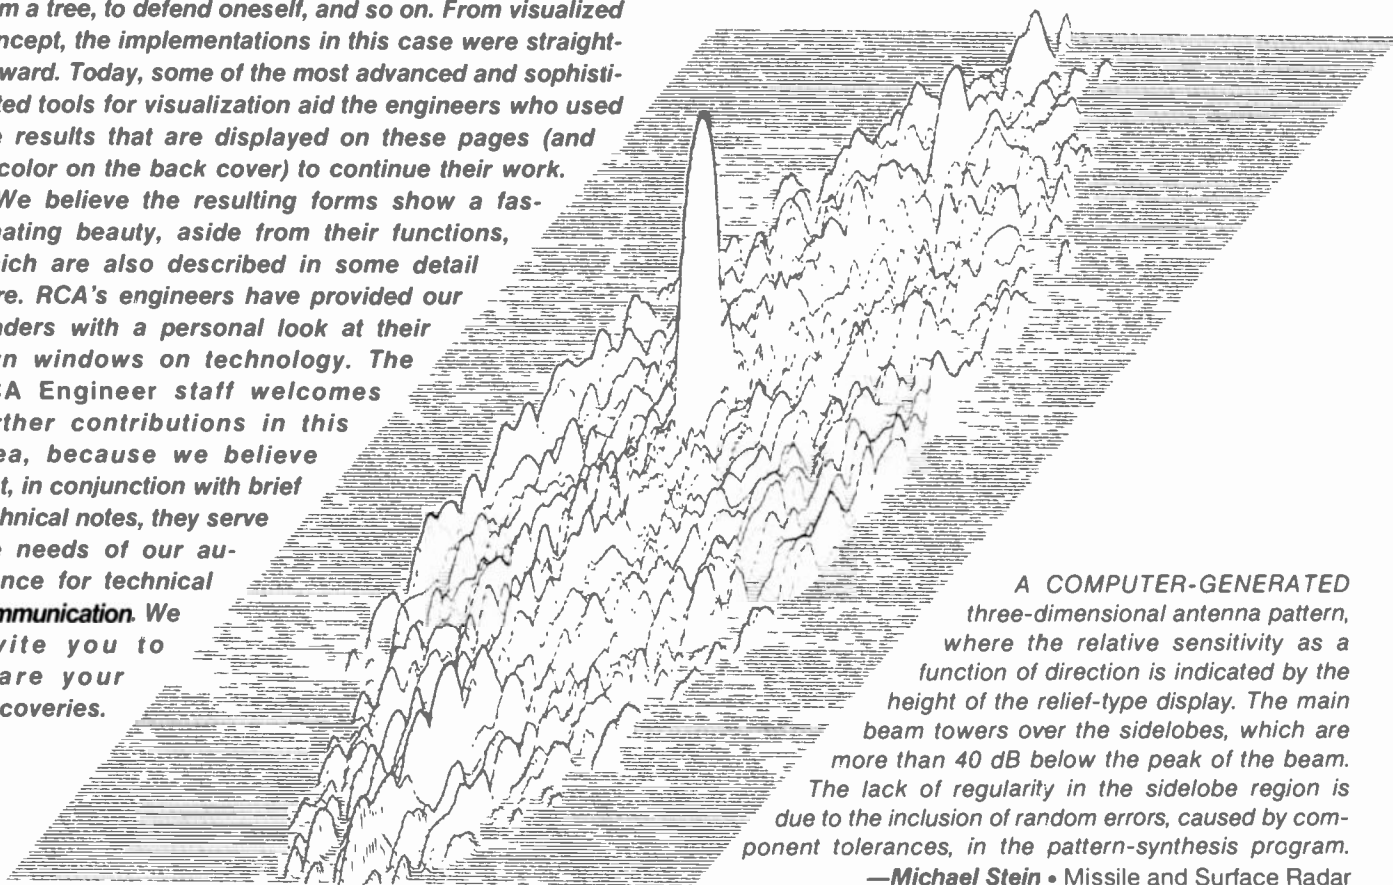 m a tree, to defend oneself, and so on. From visualized
ncept, the implementations in this case were straight-
ward. Today, some of the most advanced and sophisti-
ted tools for visualization aid the engineers who used
e results that are displayed on these pages (and
color on the back cover) to continue their work.
We believe the resulting forms show a fas-
nating beauty, aside from their functions,
ich are also described in some detail
re. RCA's engineers have provided our
aders with a personal look at their
n windows on technology. The
CA Engineer staff welcomes
rther contributions in this
ea, because we believe
t, in conjunction with brief
chnical notes, they serve
e needs of our au-
ence for technical
mmunication. We
vite you to
are your
coveries.
A COMPUTER-GENERATED
three-dimensional antenna pattern,
where the relative sensitivity as a
function of direction is indicated by the
height of the relief-type display. The main
beam towers over the sidelobes, which are
more than 40 dB below the peak of the beam.
The lack of regularity in the sidelobe region is
due to the inclusion of random errors, caused by com-
ponent tolerances, in the pattern-synthesis program.
—Michael Stein • Missile and Surface Radar